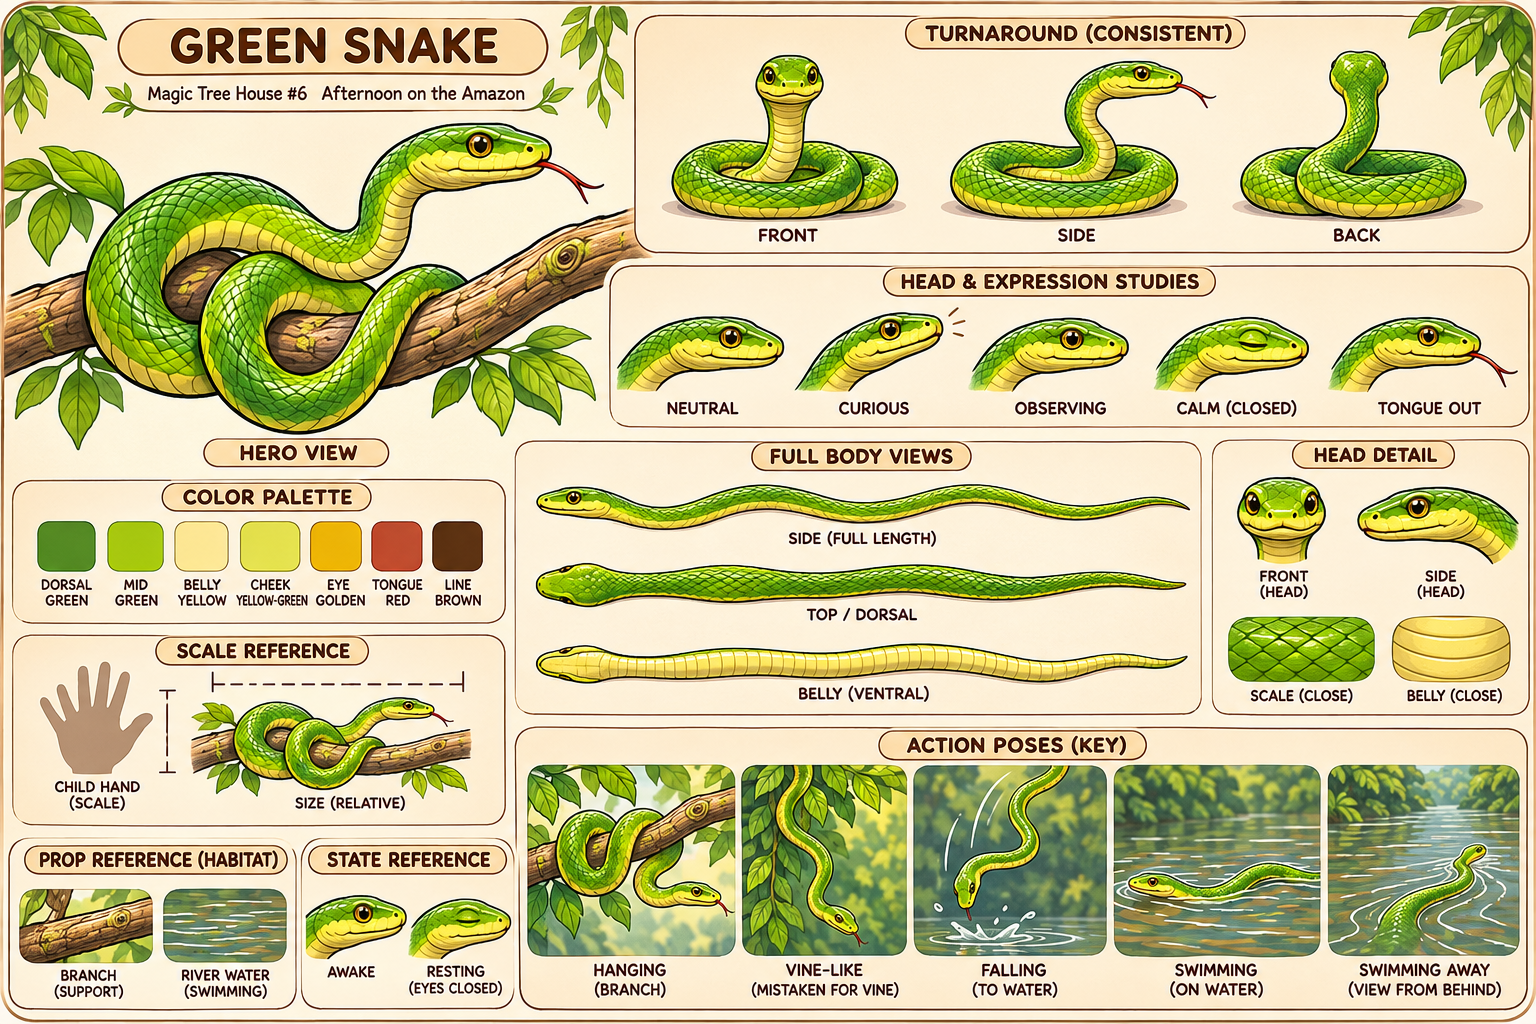 GREEN SNAKE
Magic Tree House #6 Afternoon on the Amazon
HERO VIEW
TURNAROUND (CONSISTENT)
FRONT
SIDE
BACK
HEAD & EXPRESSION STUDIES
NEUTRAL
CURIOUS
OBSERVING
CALM (CLOSED)
TONGUE OUT
COLOR PALETTE
DORSAL
GREEN
MID
GREEN
BELLY
YELLOW
CHEEK
YELLOW-GREEN
EYE
GOLDEN
TONGUE
RED
LINE
BROWN
FULL BODY VIEWS
SIDE (FULL LENGTH)
TOP / DORSAL
BELLY (VENTRAL)
HEAD DETAIL
FRONT
(HEAD)
SIDE
(HEAD)
SCALE (CLOSE)
BELLY (CLOSE)
SCALE REFERENCE
CHILD HAND
(SCALE)
SIZE (RELATIVE)
PROP REFERENCE (HABITAT)
BRANCH
(SUPPORT)
RIVER WATER
(SWIMMING)
STATE REFERENCE
AWAKE
RESTING
(EYES CLOSED)
ACTION POSES (KEY)
HANGING
(BRANCH)
VINE-LIKE
(MISTAKEN FOR VINE)
FALLING
(TO WATER)
SWIMMING
(ON WATER)
SWIMMING AWAY
(VIEW FROM BEHIND)